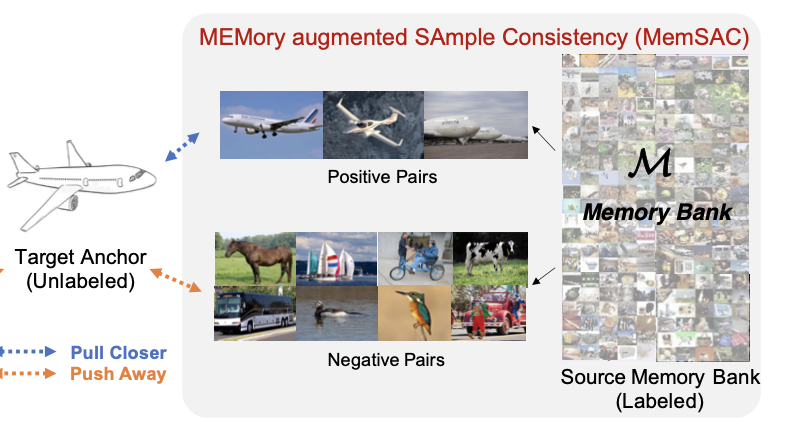 MEMory augmented SAmple Consistency (MemSAC)
Positive Pairs
ℳ
Memory Bank
Target Anchor
(Unlabeled)
Negative Pairs
Pull Closer
Push Away
Source Memory Bank
(Labeled)